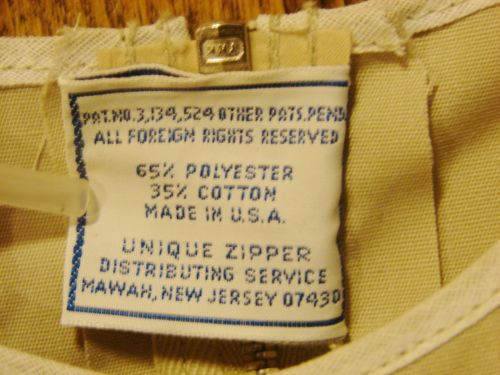 YKK
PAT.NO.3,134,524 OTHER PATS.PEND.
ALL FOREIGN RIGHTS RESERVED
65% POLYESTER
35% COTTON
MADE IN U.S.A.
UNIQUE ZIPPER
DISTRIBUTING SERVICE
MAWAH, NEW JERSEY 07430